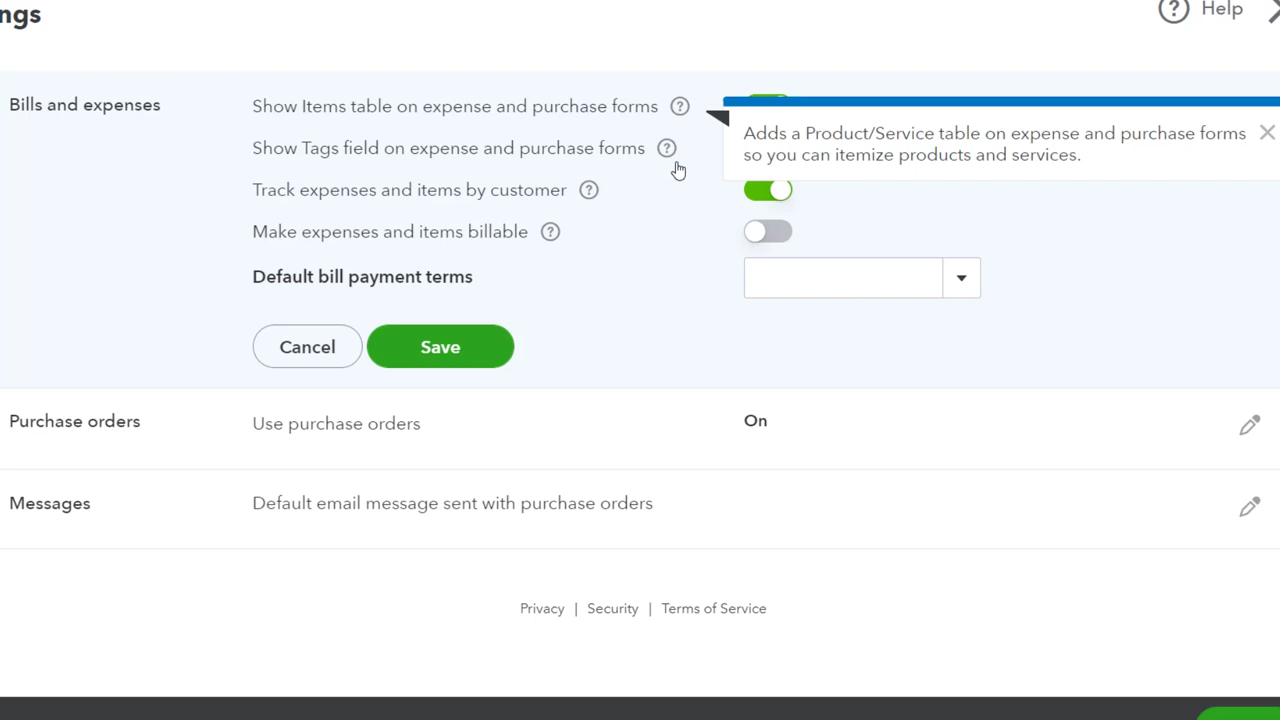 ngs
Help
Bills and expenses
Show Items table on expense and purchase forms
Adds a Product/Service table on expense and purchase forms
so you can itemize products and services.
Show Tags field on expense and purchase forms
Track expenses and items by customer
Make expenses and items billable
Default bill payment terms
Cancel
Save
Purchase orders
Use purchase orders
On
Messages
Default email message sent with purchase orders
Privacy | Security | Terms of Service